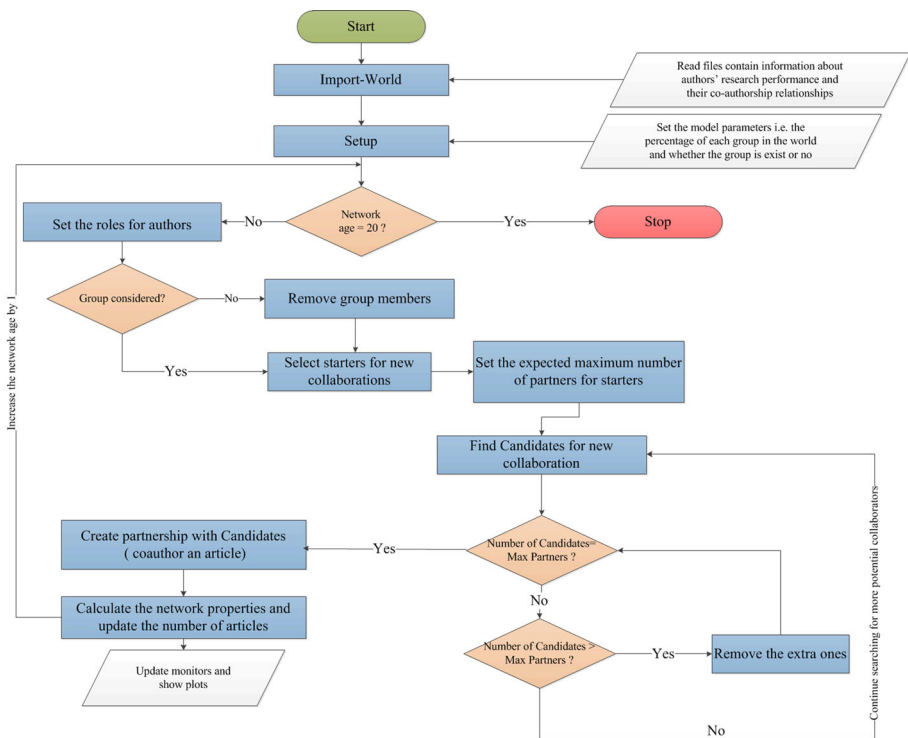 Start
Import-World
Read files contain information about
authors' research performance and
their co-authorship relationships
Setup
Set the model parameters i.e. the
percentage of each group in the world
and whether the group is exist or no
Network
age = 20 ?
No
Yes
Stop
Set the roles for authors
Group considered?
No
Remove group members
Yes
Select starters for new
collaborations
Set the expected maximum number
of partners for starters
Find Candidates for new
collaboration
Number of Candidates=
Max Partners ?
Yes
Create partnership with Candidates
( coauthor an article)
Calculate the network properties and
update the number of articles
Update monitors and
show plots
Increase the network age by 1
No
Number of Candidates >
Max Partners ?
Yes
Remove the extra ones
No
Continue searching for more potential collaborators